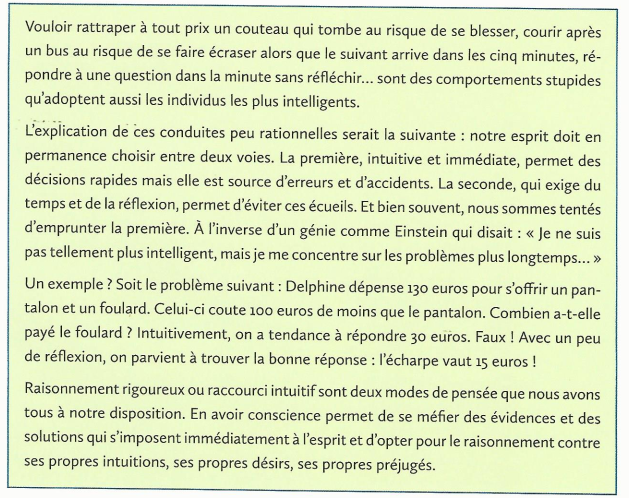 Vouloir rattraper à tout prix un couteau qui tombe au risque de se blesser, courir après
un bus au risque de se faire écraser alors que le suivant arrive dans les cinq minutes, ré-
pondre à une question dans la minute sans réfléchir... sont des comportements stupides
qu'adoptent aussi les individus les plus intelligents.
L'explication de ces conduites peu rationnelles serait la suivante : notre esprit doit en
permanence choisir entre deux voies. La première, intuitive et immédiate, permet des
décisions rapides mais elle est source d'erreurs et d'accidents. La seconde, qui exige du
temps et de la réflexion, permet d'éviter ces écueils. Et bien souvent, nous sommes tentés
d'emprunter la première. À l'inverse d'un génie comme Einstein qui disait : « Je ne suis
pas tellement plus intelligent, mais je me concentre sur les problèmes plus longtemps... »
Un exemple ? Soit le problème suivant : Delphine dépense 130 euros pour s'offrir un pan-
talon et un foulard. Celui-ci coute 100 euros de moins que le pantalon. Combien a-t-elle
payé le foulard ? Intuitivement, on a tendance à répondre 30 euros. Faux ! Avec un peu
de réflexion, on parvient à trouver la bonne réponse : l'écharpe vaut 15 euros !
Raisonnement rigoureux ou raccourci intuitif sont deux modes de pensée que nous avons
tous à notre disposition. En avoir conscience permet de se méfier des évidences et des
solutions qui s'imposent immédiatement à l'esprit et d'opter pour le raisonnement contre
ses propres intuitions, ses propres désirs, ses propres préjugés.